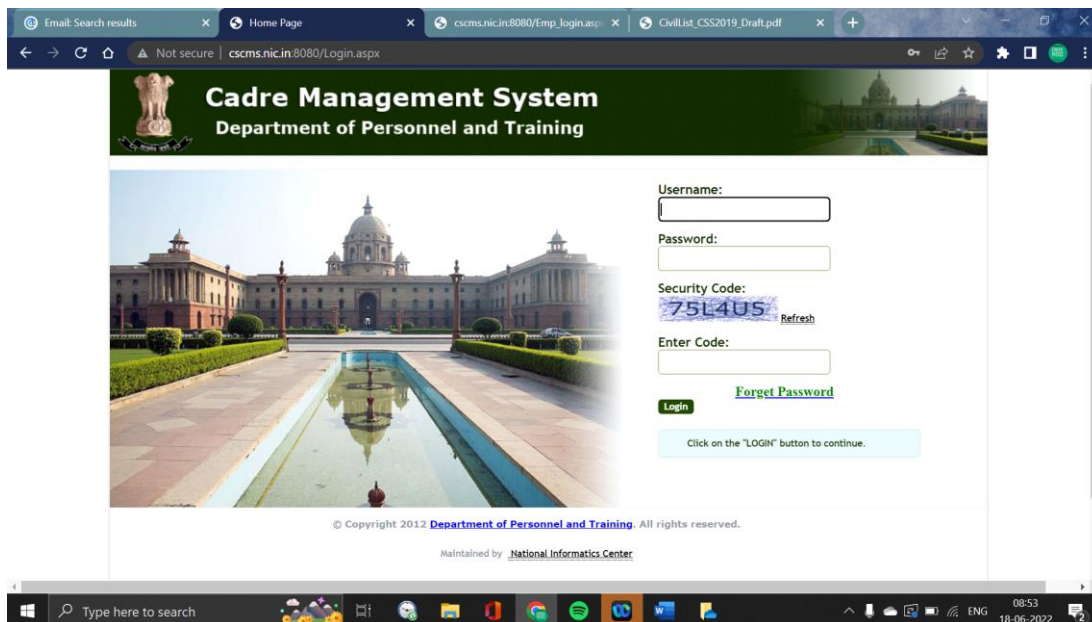 Email: Search results
Home Page
cscms.nic.in:8080/Emp_login.asp
CivilList_CSS2019_Draft.pdf
Not secure | cscms.nic.in:8080/Login.aspx
Cadre Management System
Department of Personnel and Training
Username:
Password:
Security Code:
75L4US
Refresh
Enter Code:
Forget Password
Login
Click on the "LOGIN" button to continue.
© Copyright 2012 Department of Personnel and Training. All rights reserved.
Maintained by National Informatics Center
Type here to search
ENG
08:53
18-06-2022
2